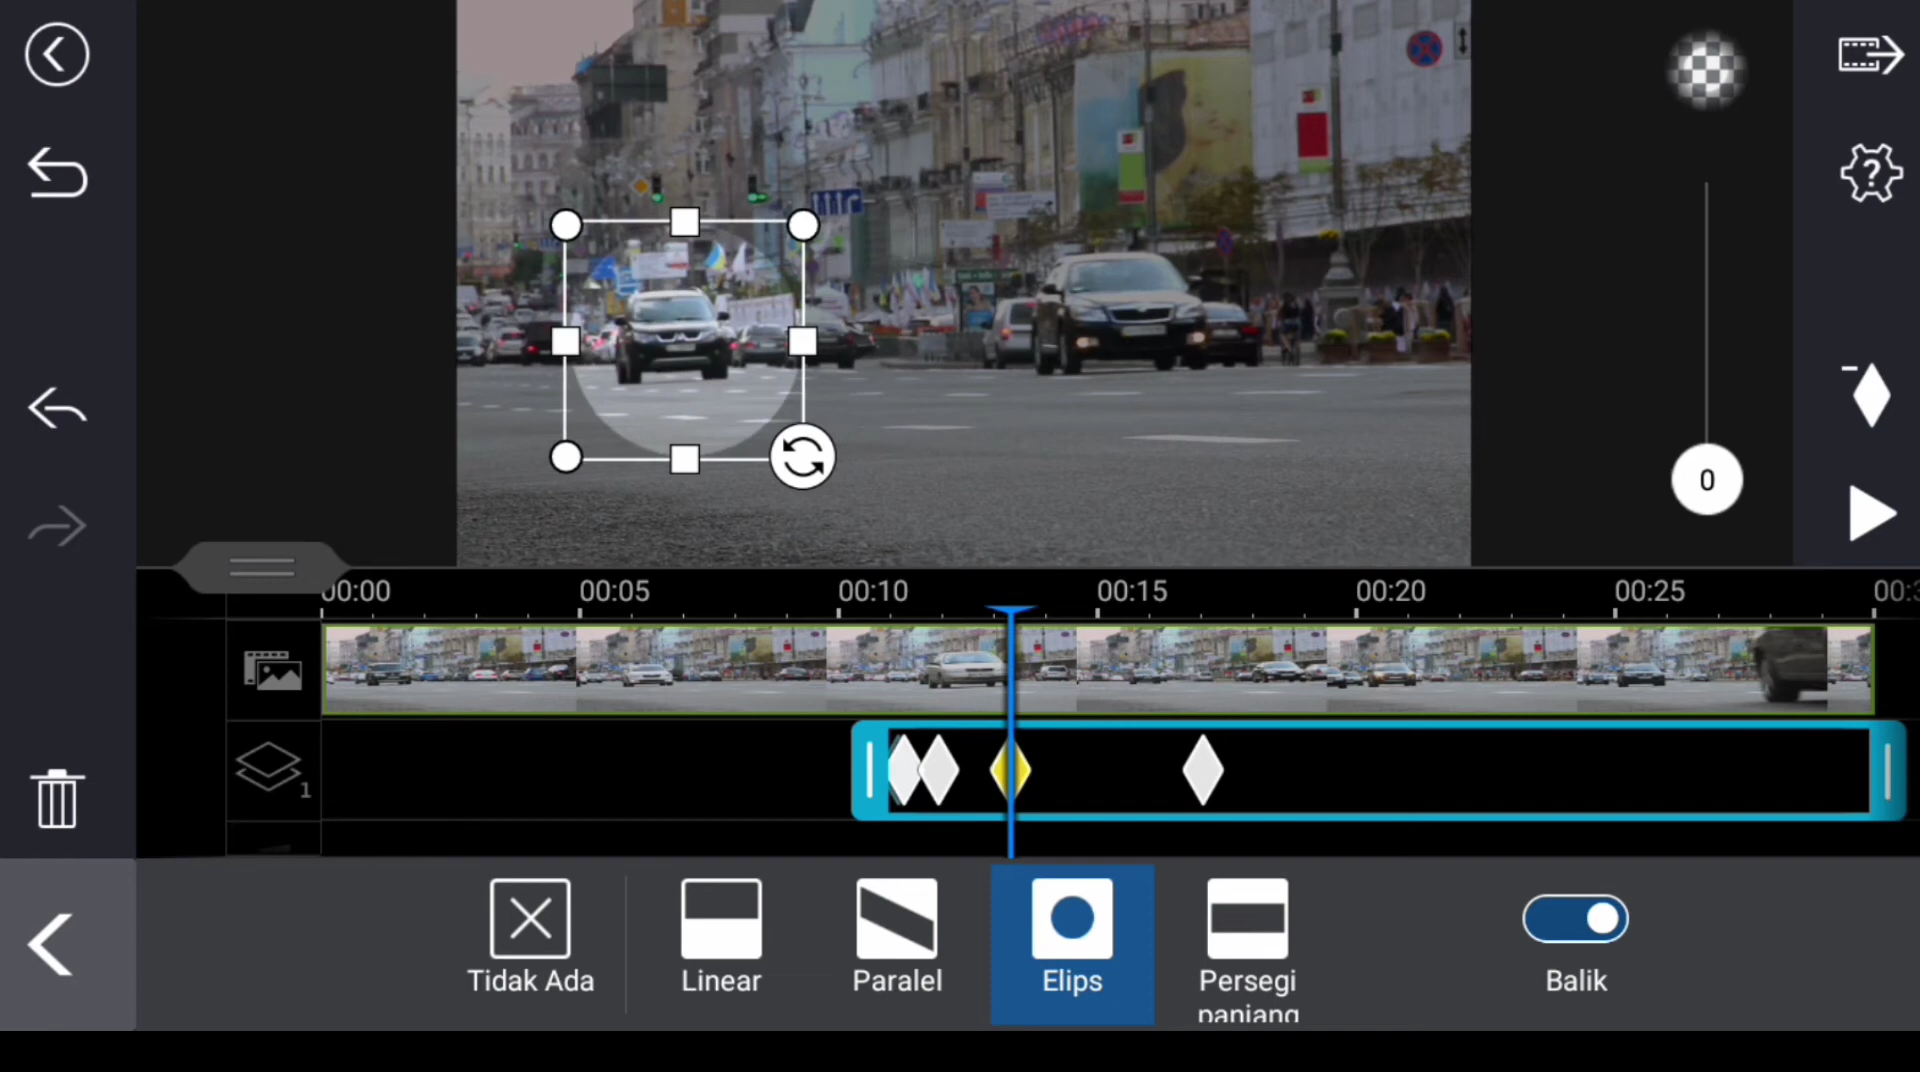 0
00:00
00:05
00:10
00:15
00:20
00:25
1
Tidak Ada
Linear
Paralel
Elips
Persegi
panjang
Balik